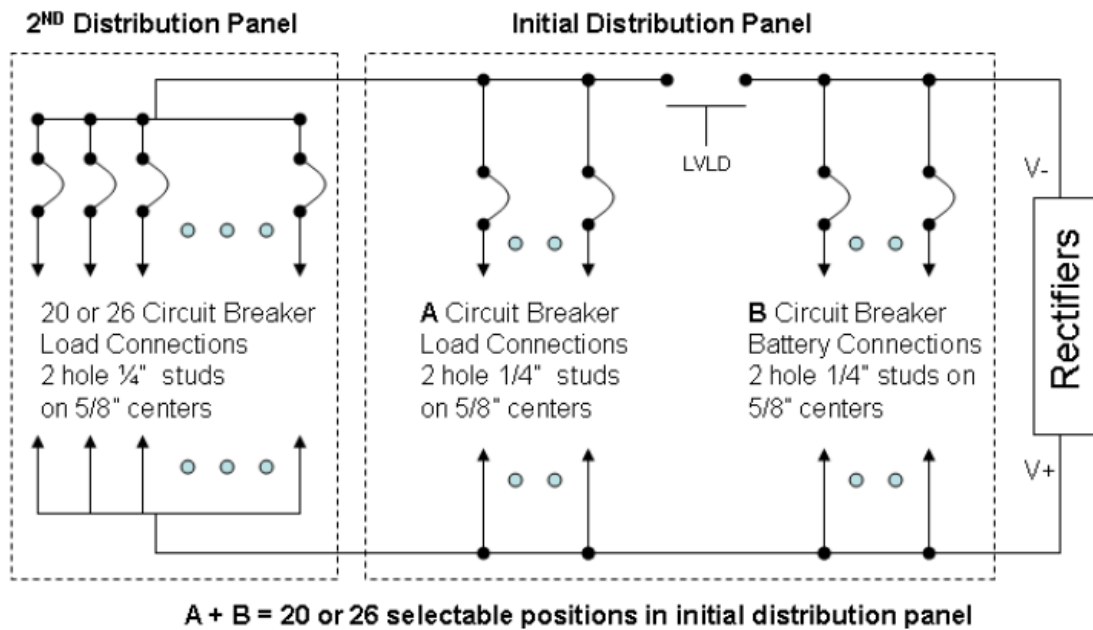 2ND Distribution Panel
Initial Distribution Panel
LVLD
V-
Rectifiers
V+
20 or 26 Circuit Breaker
Load Connections
2 hole ¼" studs
on 5/8" centers
A Circuit Breaker
Load Connections
2 hole 1/4" studs
on 5/8" centers
B Circuit Breaker
Battery Connections
2 hole 1/4" studs on
5/8" centers
A + B = 20 or 26 selectable positions in initial distribution panel